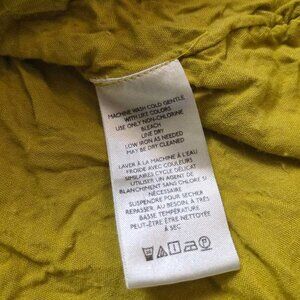 MACHINE WASH COLD GENTLE
WITH LIKE COLORS
USE ONLY NON-CHLORINE
BLEACH
LINE DRY
LOW IRON AS NEEDED
MAY BE DRY CLEANED
LAVER À LA MACHINE À L'EAU
FROIDE AVEC COULEURS
SIMILAIRES CYCLE DÉLICAT
UTILISER UN AGENT DE
BLANCHIMENT SANS CHLORE SI
NÉCESSAIRE
SUSPENDRE POUR SÉCHER
REPASSER, AU BESOIN, À TRÈS
BASSE TEMPÉRATURE
PEUT-ÊTRE ÊTRE NETTOYÉE
À SEC